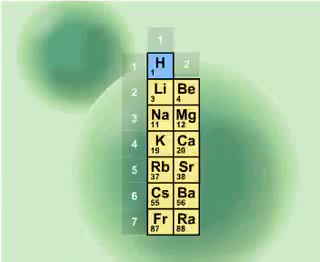 1
1 H 2
1
2 Li Be
3 4
3 Na Mg
11 12
4 K Ca
19 20
5 Rb Sr
37 38
6 Cs Ba
55 56
7 Fr Ra
87 88